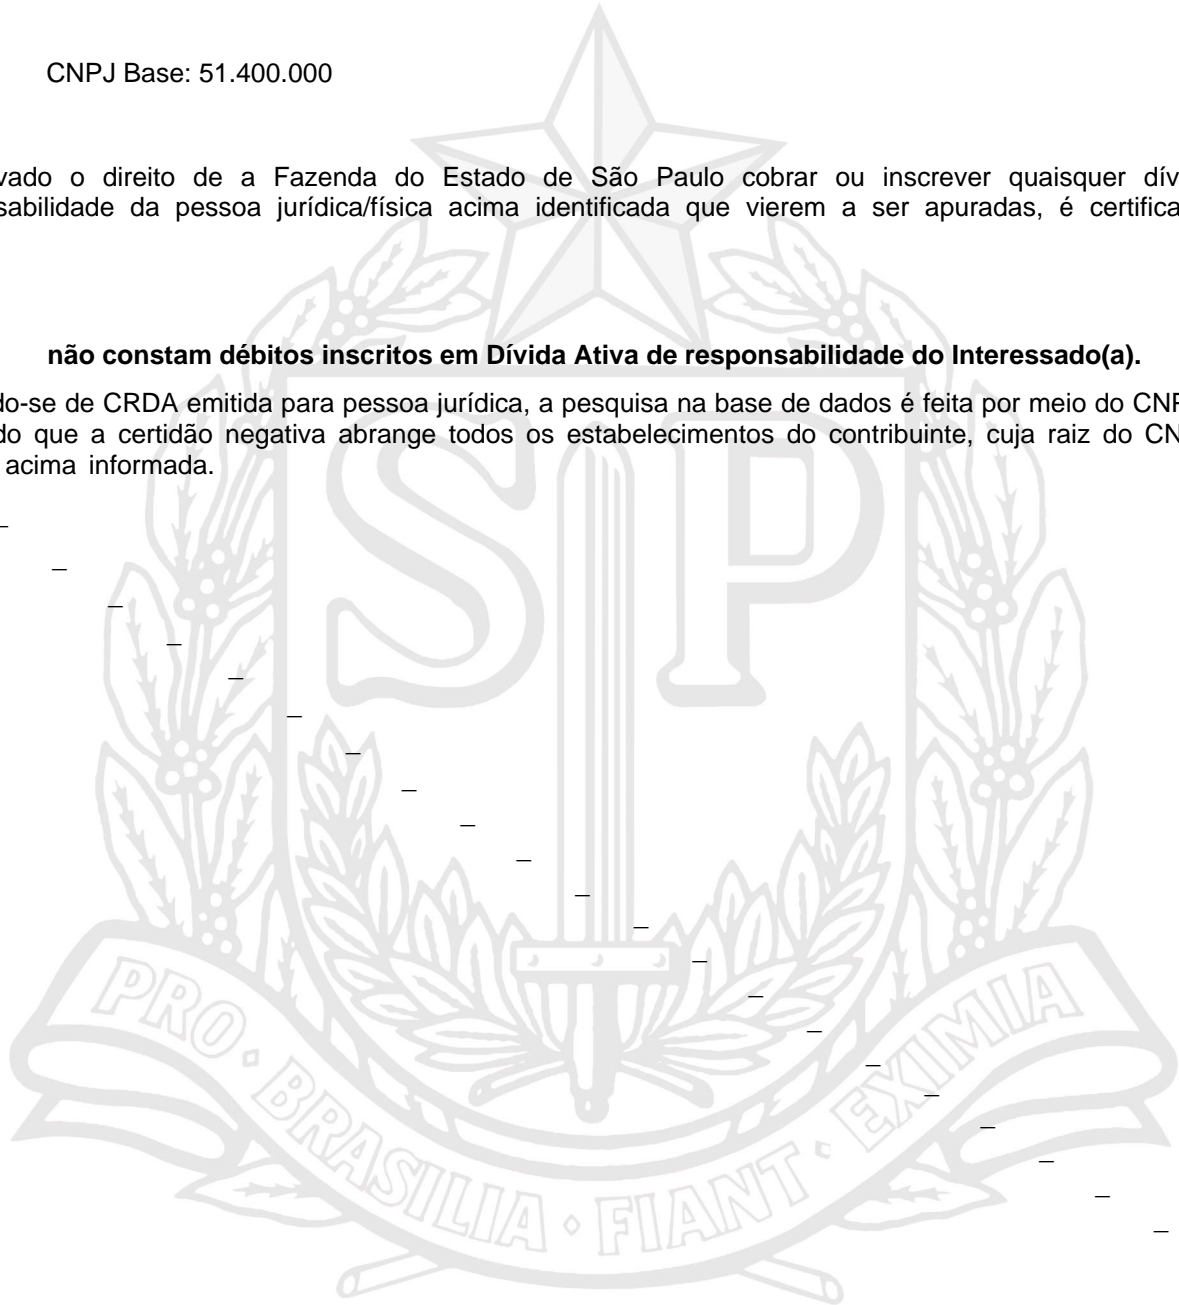 CNPJ Base: 51.400.000
vado o direito de a Fazenda do Estado de São Paulo cobrar ou inscrever quaisquer dív
sabilidade da pessoa jurídica/física acima identificada que vierem a ser apuradas, é certifica
não constam débitos inscritos em Dívida Ativa de responsabilidade do Interessado(a).
do-se de CRDA emitida para pessoa jurídica, a pesquisa na base de dados é feita por meio do CNP
do que a certidão negativa abrange todos os estabelecimentos do contribuinte, cuja raiz do CN
acima informada.
SP
PRO • BRASILIA • FIANT • EXIMIA